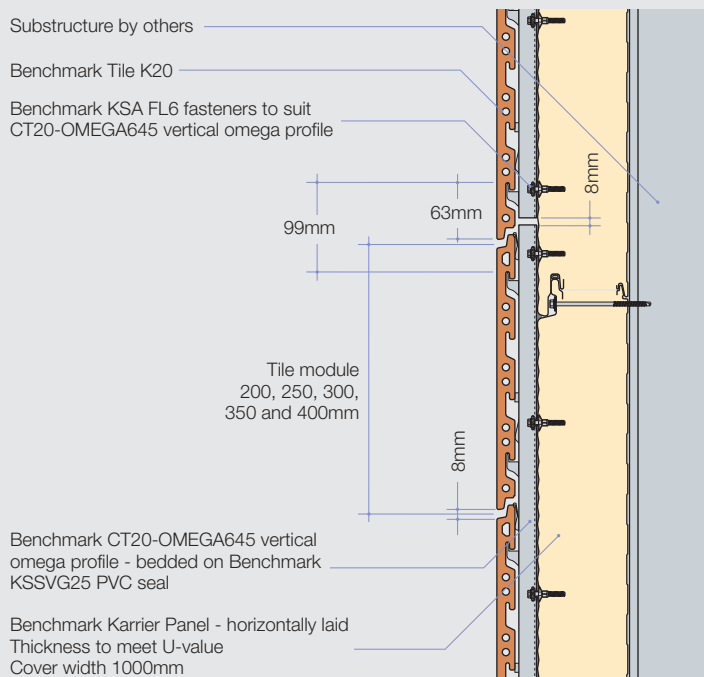 Substructure by others
Benchmark Tile K20
Benchmark KSA FL6 fasteners to suit
CT20-OMEGA645 vertical omega profile
8mm
63mm
99mm
Tile module
200, 250, 300,
350 and 400mm
8mm
Benchmark CT20-OMEGA645 vertical
omega profile - bedded on Benchmark
KSSVG25 PVC seal
Benchmark Karrier Panel - horizontally laid
Thickness to meet U-value
Cover width 1000mm